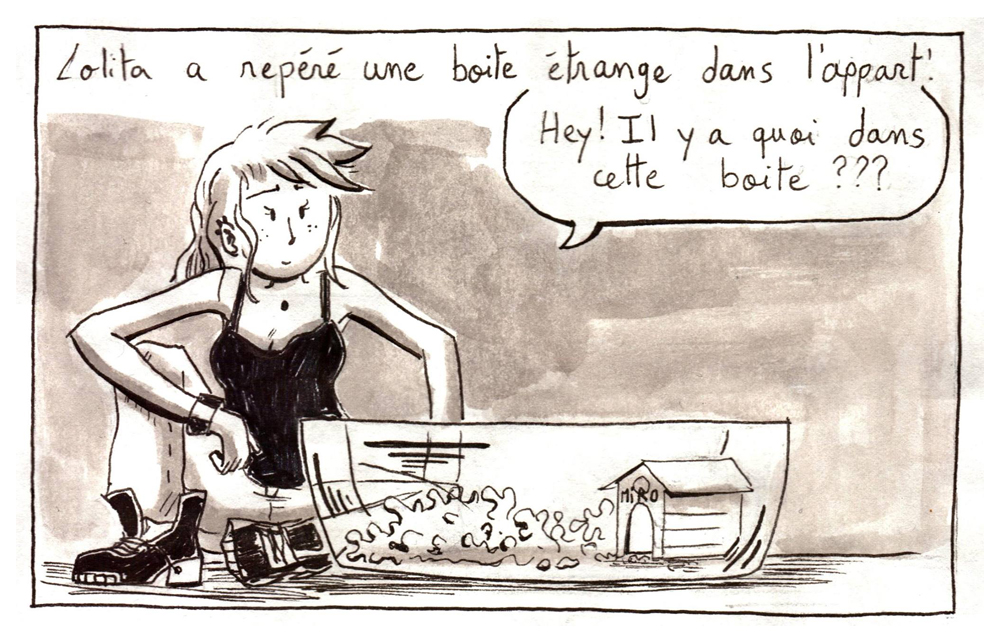 Lolita a repéré une boite étrange dans l'appart!
Hey! Il y a quoi dans
cette boite ???
MIRO